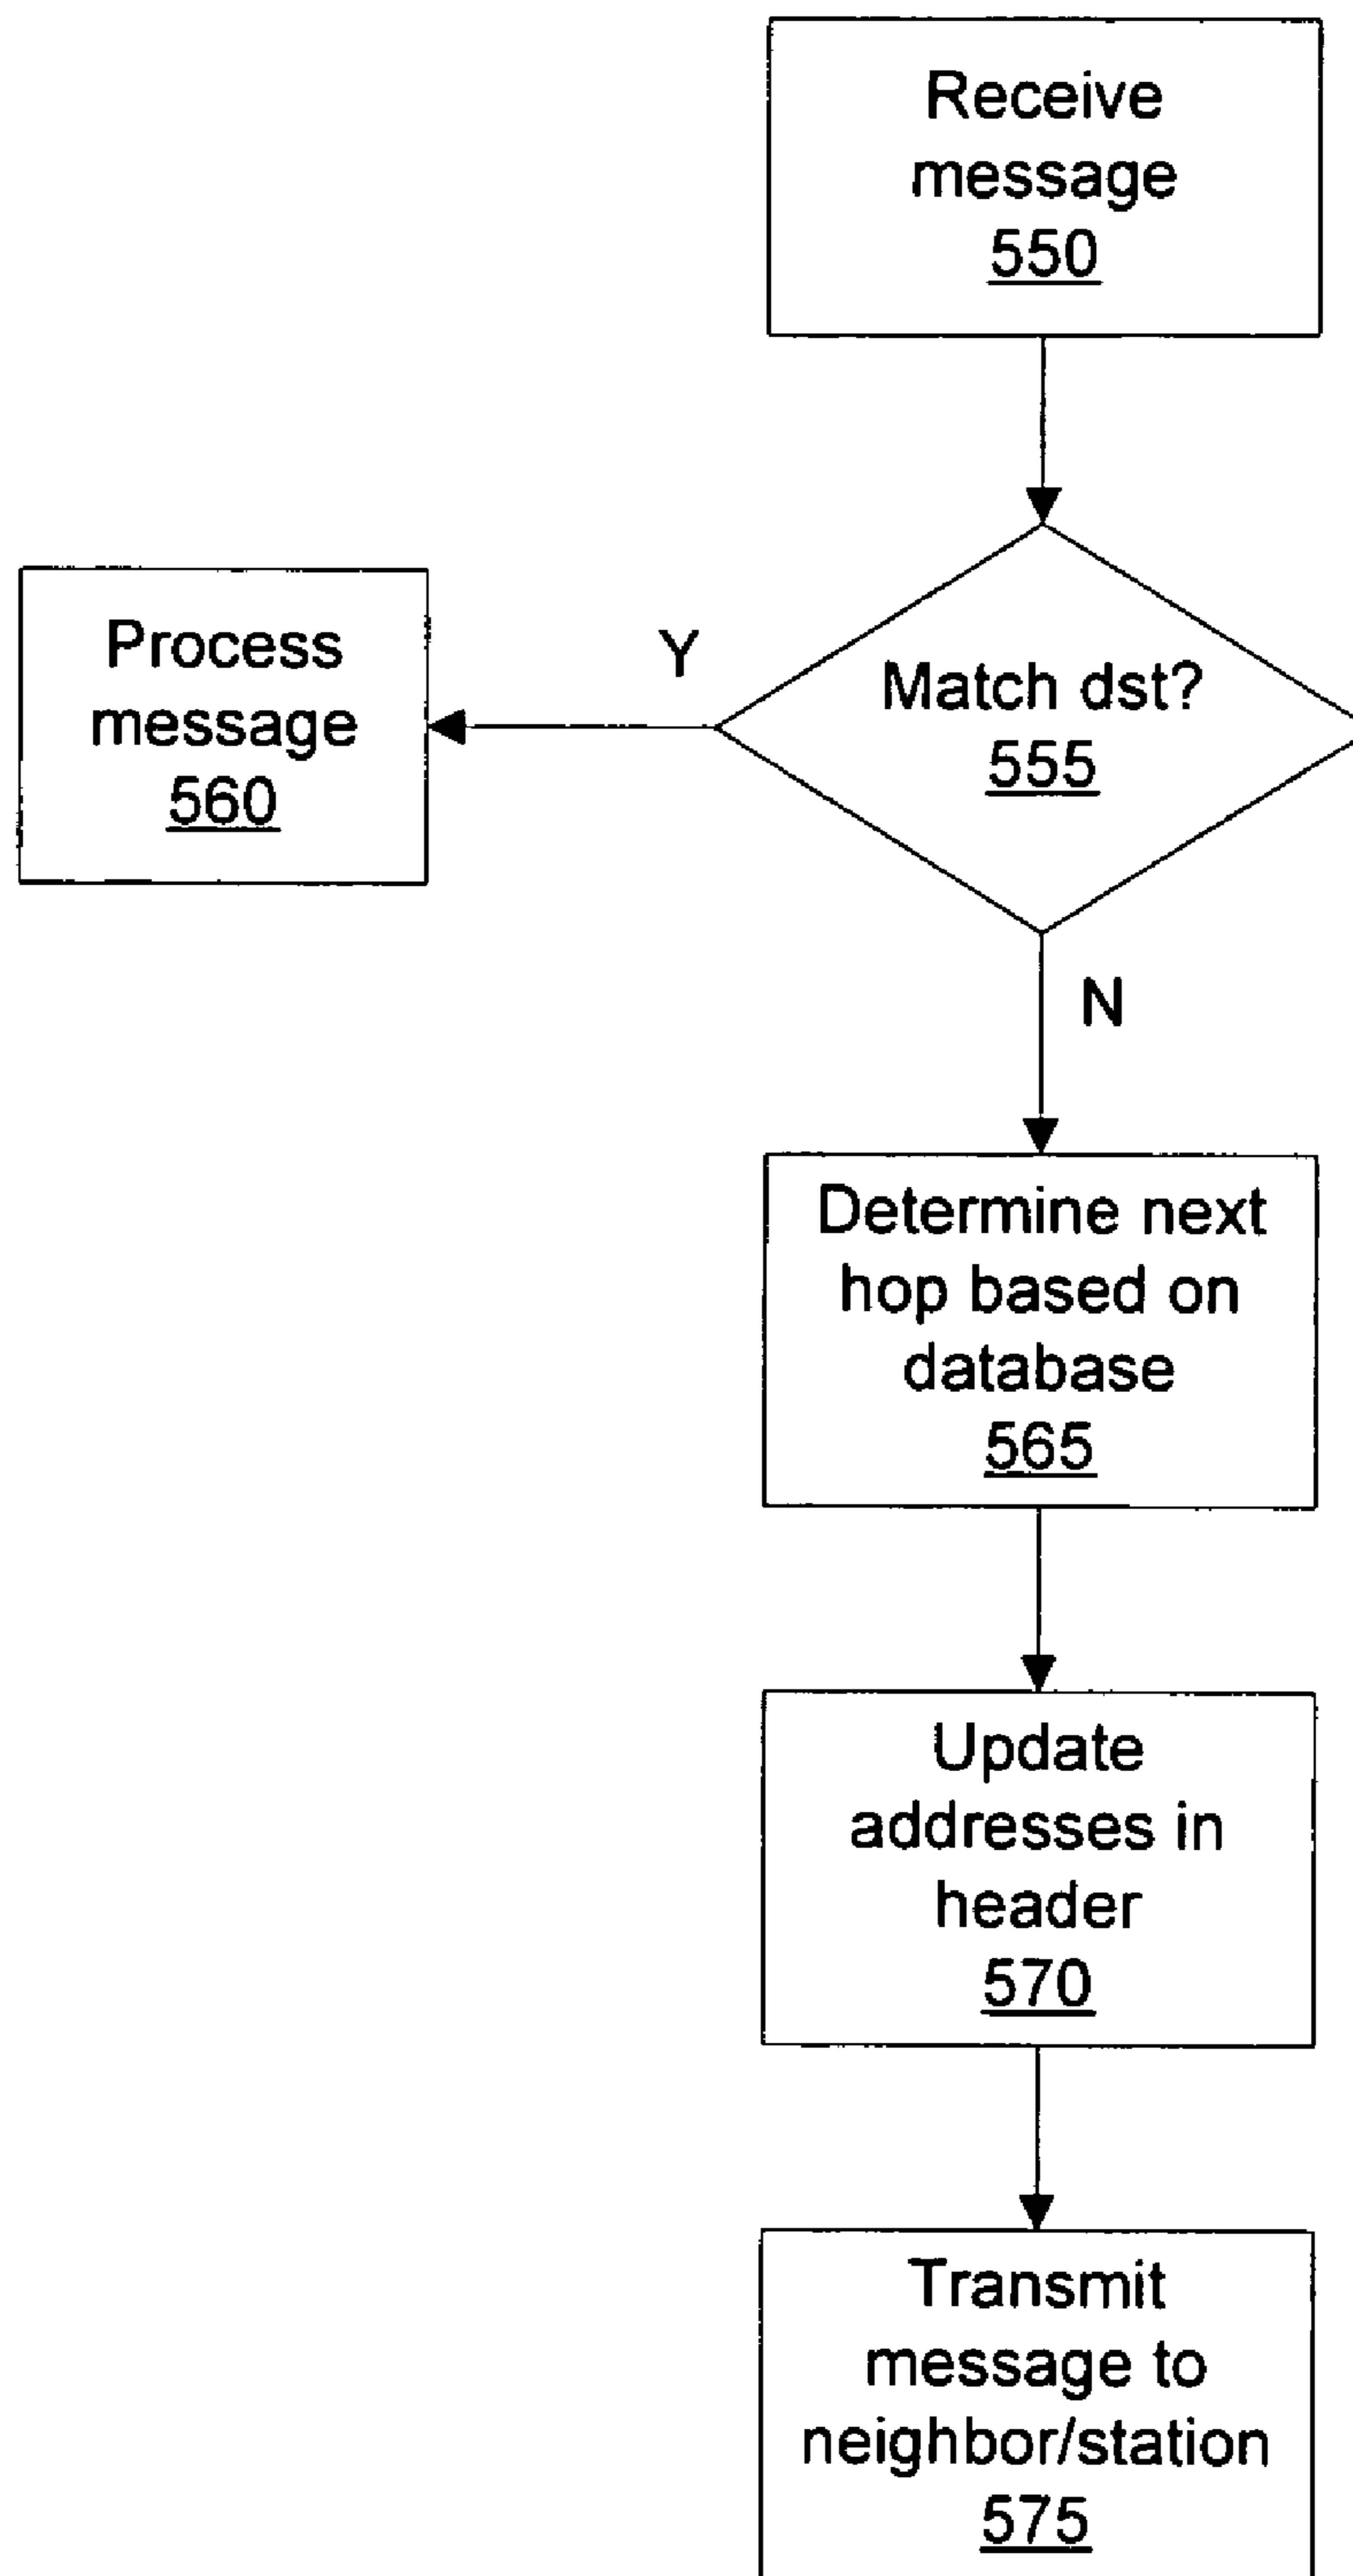 Receive
message
550
Match dst?
555
Y
Process
message
560
N
Determine next
hop based on
database
565
Update
addresses in
header
570
Transmit
message to
neighbor/station
575